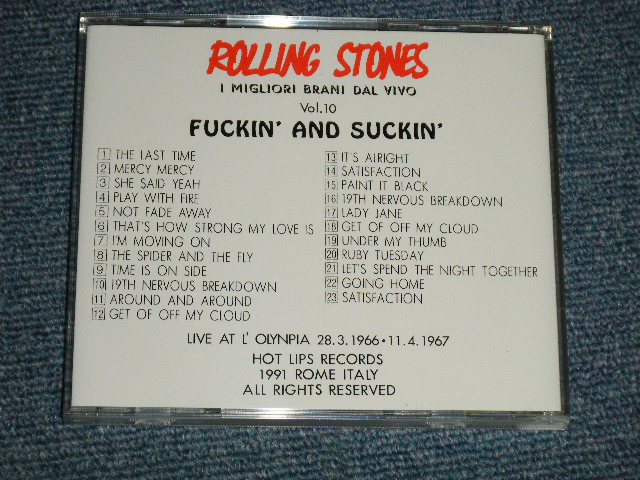 ROLLING STONES
I MIGLIORI BRANI DAL VIVO
Vol.10
FUCKIN' AND SUCKIN'
1 THE LAST TIME
2 MERCY MERCY
3 SHE SAID YEAH
4 PLAY WITH FIRE
5 NOT FADE AWAY
6 THAT'S HOW STRONG MY LOVE IS
7 I'M MOVING ON
8 THE SPIDER AND THE FLY
9 TIME IS ON SIDE
10 19TH NERVOUS BREAKDOWN
11 AROUND AND AROUND
12 GET OF OFF MY CLOUD
13 IT'S ALRIGHT
14 SATISFACTION
15 PAINT IT BLACK
16 19TH NERVOUS BREAKDOWN
17 LADY JANE
18 GET OF OFF MY CLOUD
19 UNDER MY THUMB
20 RUBY TUESDAY
21 LET'S SPEND THE NIGHT TOGETHER
22 GOING HOME
23 SATISFACTION
LIVE AT L' OLYNPIA 28.3.1966・11.4.1967
HOT LIPS RECORDS
1991 ROME ITALY
ALL RIGHTS RESERVED